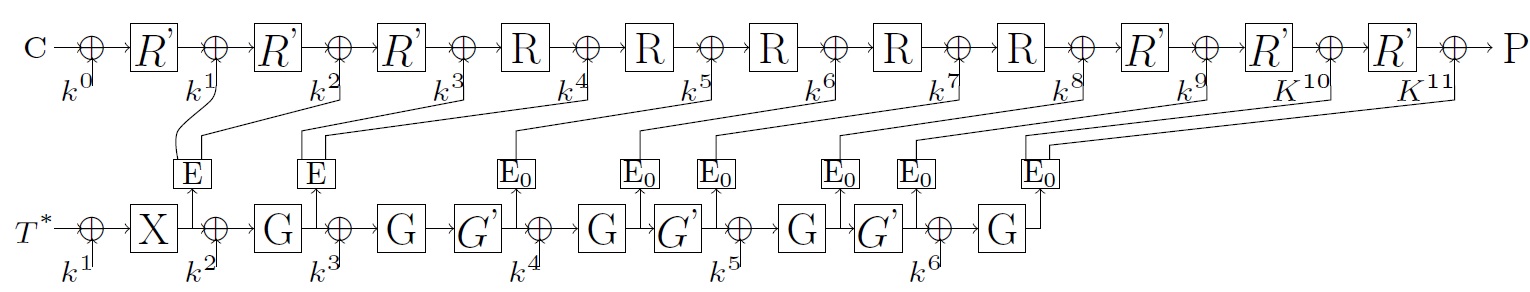 C R' R' R' R R R R R R' R' R' P
k^0 k^1 k^2 k^3 k^4 k^5 k^6 k^7 k^8 k^9 K^10 K^11
E E E_0 E_0 E_0 E_0 E_0 E_0
T^* X G G G' G G' G G' G
k^1 k^2 k^3 k^4 k^5 k^6